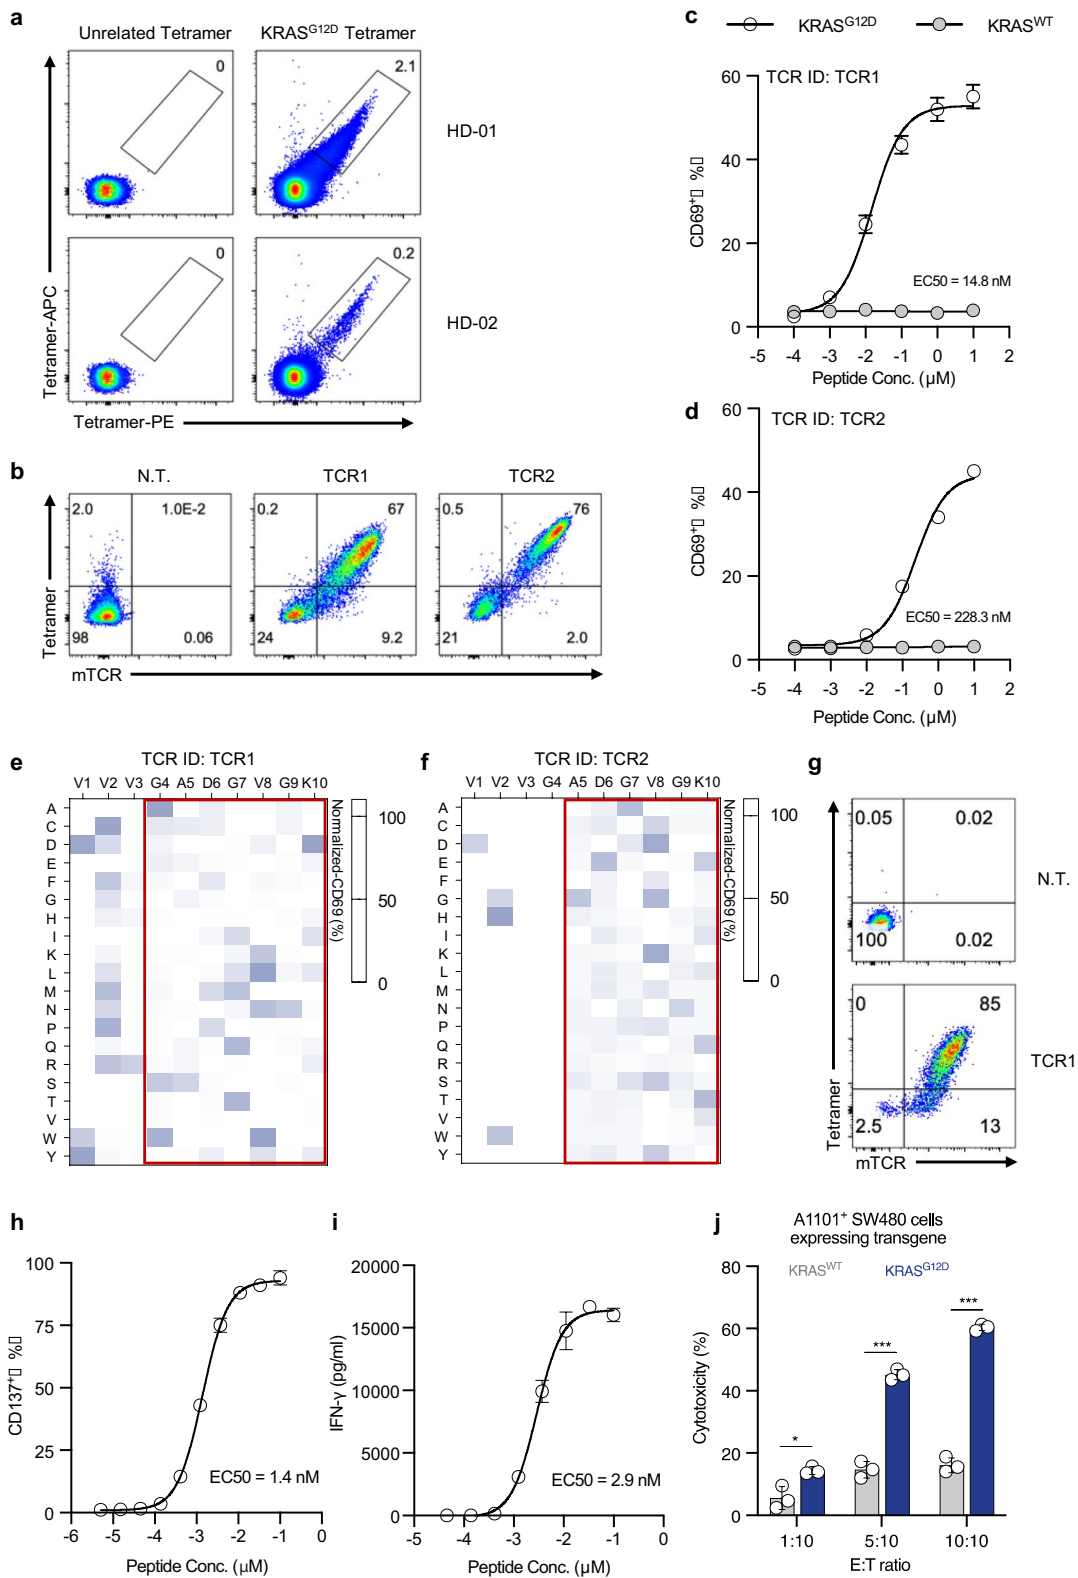 a
Unrelated Tetramer KRASG12D Tetramer
0 2.1
HD-01
0 0.2
HD-02
Tetramer-APC
Tetramer-PE
b
N.T. TCR1 TCR2
2.0 1.0E-2 0.2 67 0.5 76
98 0.06 24 9.2 21 2.0
Tetramer
mTCR
c
KRASG12D KRASWT
TCR ID: TCR1
60
40
20
0
CD69+▯ %▯
EC50 = 14.8 nM
-5 -4 -3 -2 -1 0 1 2
Peptide Conc. (μM)
d
TCR ID: TCR2
60
40
20
0
CD69+▯ %▯
EC50 = 228.3 nM
-5 -4 -3 -2 -1 0 1 2
Peptide Conc. (μM)
e
TCR ID: TCR1
V1 V2 V3 G4 A5 D6 G7 V8 G9 K10
A
C
D
E
F
G
H
I
K
L
M
N
P
Q
R
S
T
V
W
Y
Normalized-CD69 (%)
100
50
0
f
TCR ID: TCR2
V1 V2 V3 G4 A5 D6 G7 V8 G9 K10
A
C
D
E
F
G
H
I
K
L
M
N
P
Q
R
S
T
V
W
Y
Normalized-CD69 (%)
100
50
0
g
0.05 0.02
100 0.02
N.T.
0 85
2.5 13
TCR1
Tetramer
mTCR
h
100
75
50
25
0
CD137+▯ %▯
EC50 = 1.4 nM
-6 -5 -4 -3 -2 -1 0
Peptide Conc. (μM)
i
20000
15000
10000
5000
0
IFN-γ (pg/ml)
EC50 = 2.9 nM
-5 -4 -3 -2 -1 0
Peptide Conc. (μM)
j
A1101+ SW480 cells
expressing transgene
KRASWT KRASG12D
80
60
40
20
0
Cytotoxicity (%)
* *** ***
1:10 5:10 10:10
E:T ratio